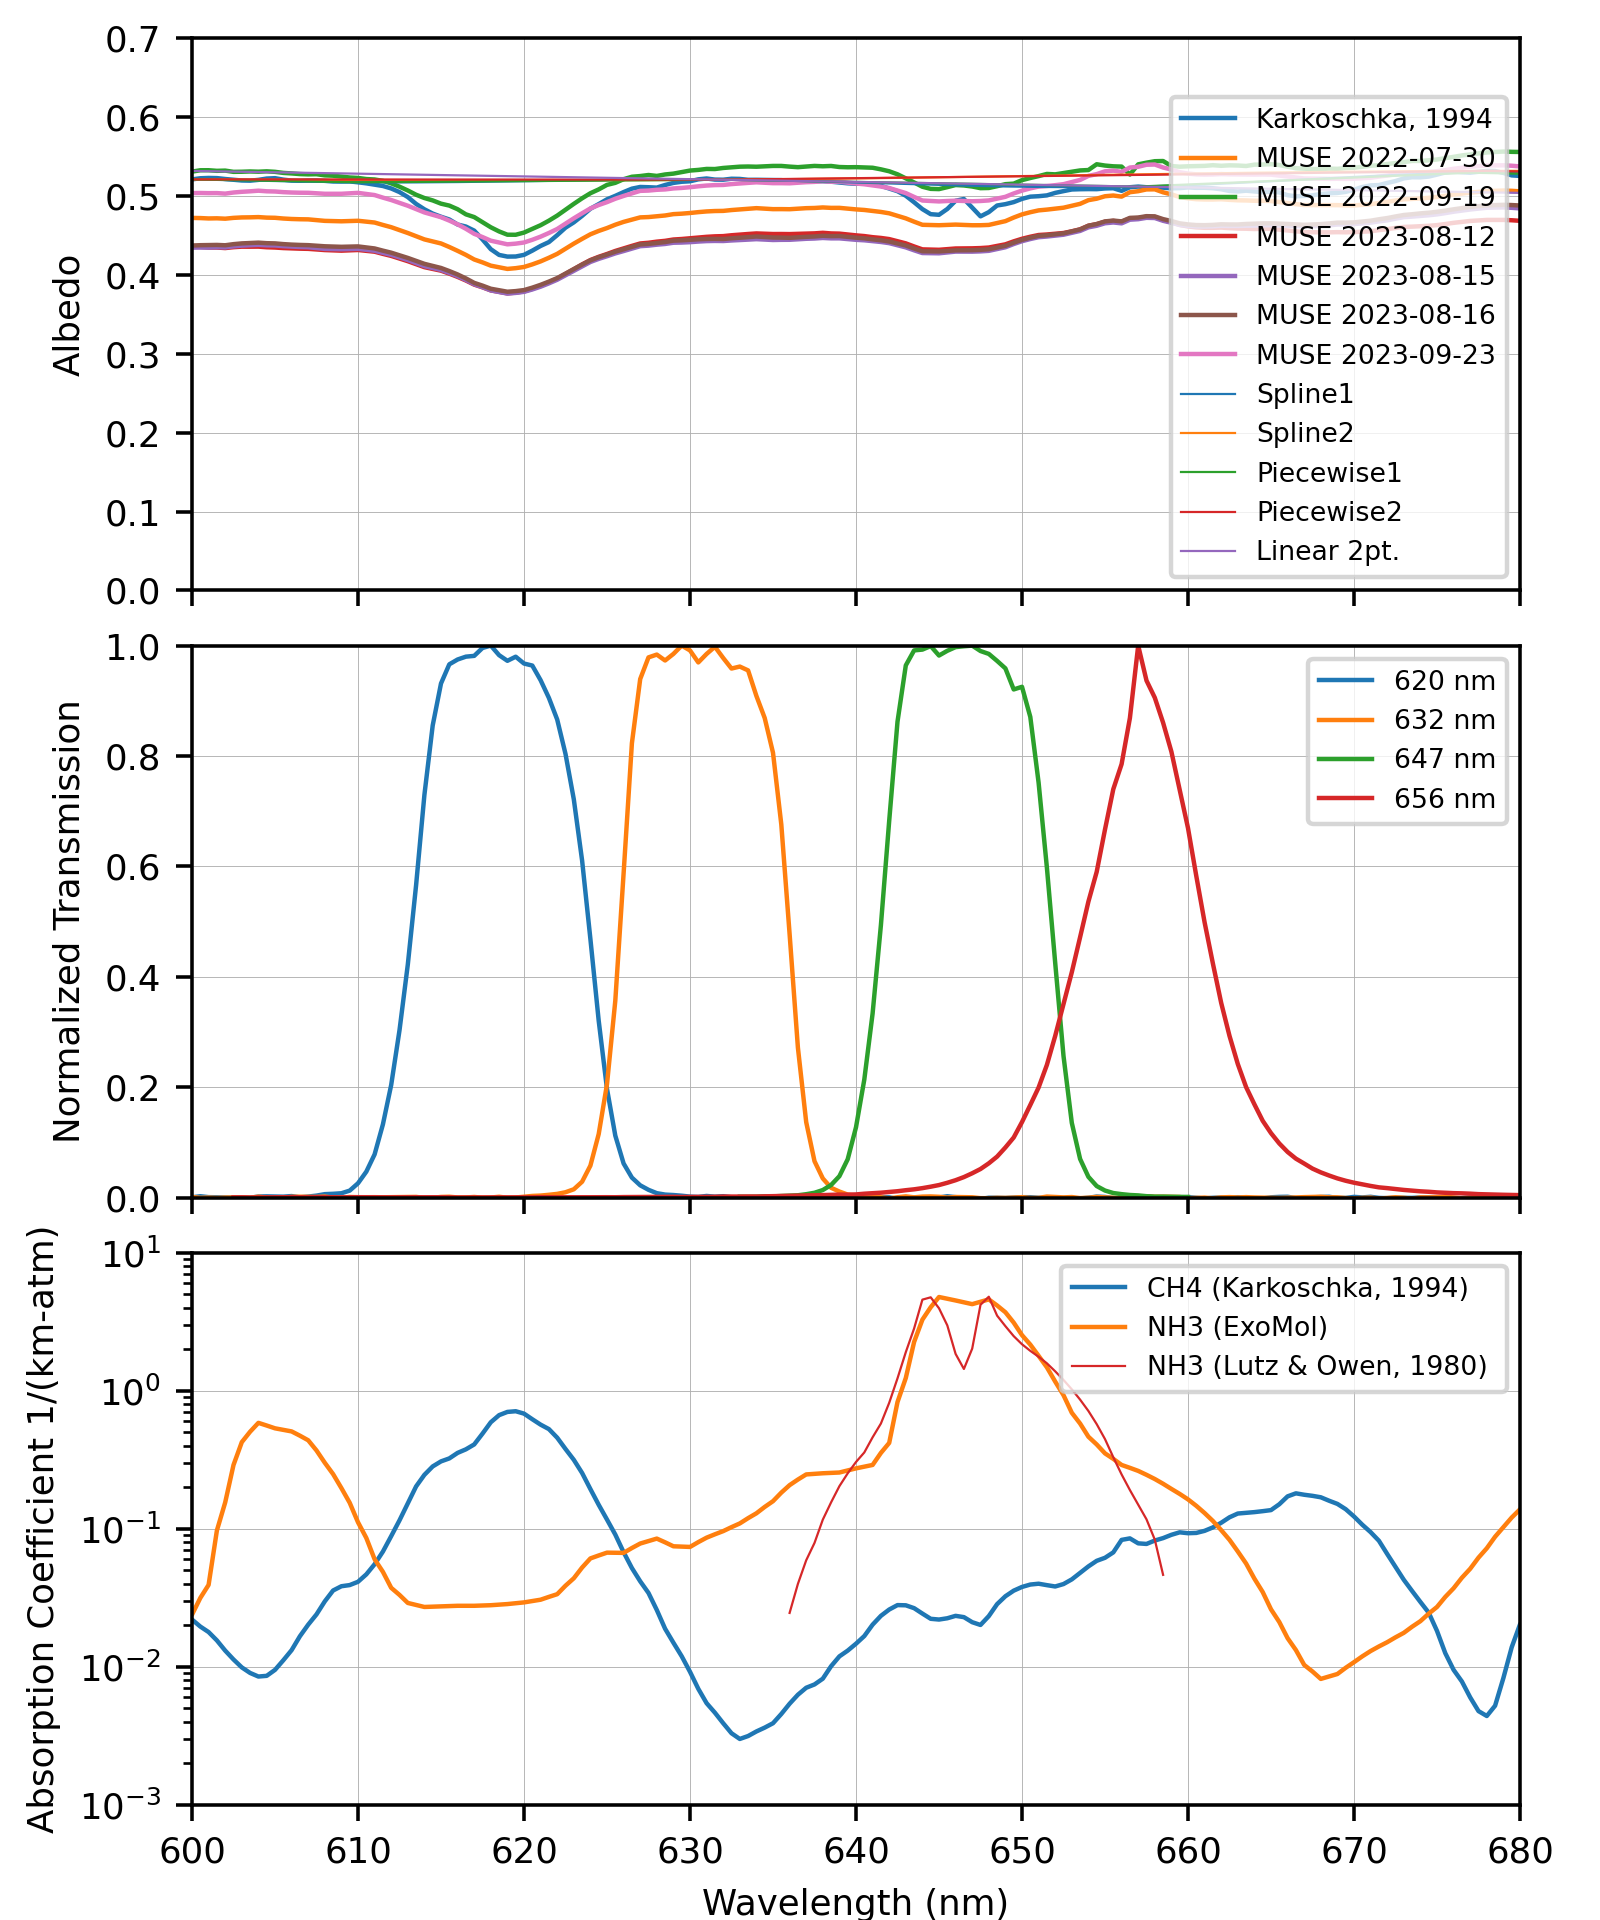 0.7
0.6
0.5
0.4
0.3
0.2
0.1
0.0
Albedo
Karkoschka, 1994
MUSE 2022-07-30
MUSE 2022-09-19
MUSE 2023-08-12
MUSE 2023-08-15
MUSE 2023-08-16
MUSE 2023-09-23
Spline1
Spline2
Piecewise1
Piecewise2
Linear 2pt.
1.0
0.8
0.6
0.4
0.2
0.0
Normalized Transmission
620 nm
632 nm
647 nm
656 nm
10¹
10⁰
10⁻¹
10⁻²
10⁻³
Absorption Coefficient 1/(km-atm)
CH4 (Karkoschka, 1994)
NH3 (ExoMol)
NH3 (Lutz & Owen, 1980)
600 610 620 630 640 650 660 670 680
Wavelength (nm)